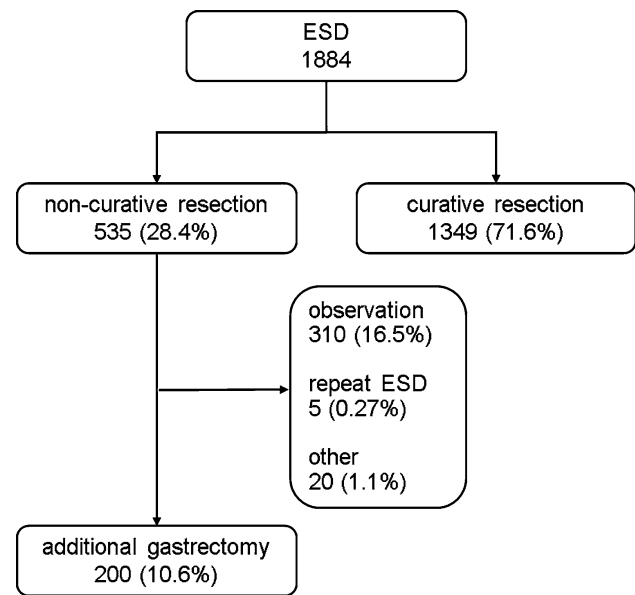 ESD
1884
non-curative resection
535 (28.4%)
curative resection
1349 (71.6%)
observation
310 (16.5%)
repeat ESD
5 (0.27%)
other
20 (1.1%)
additional gastrectomy
200 (10.6%)